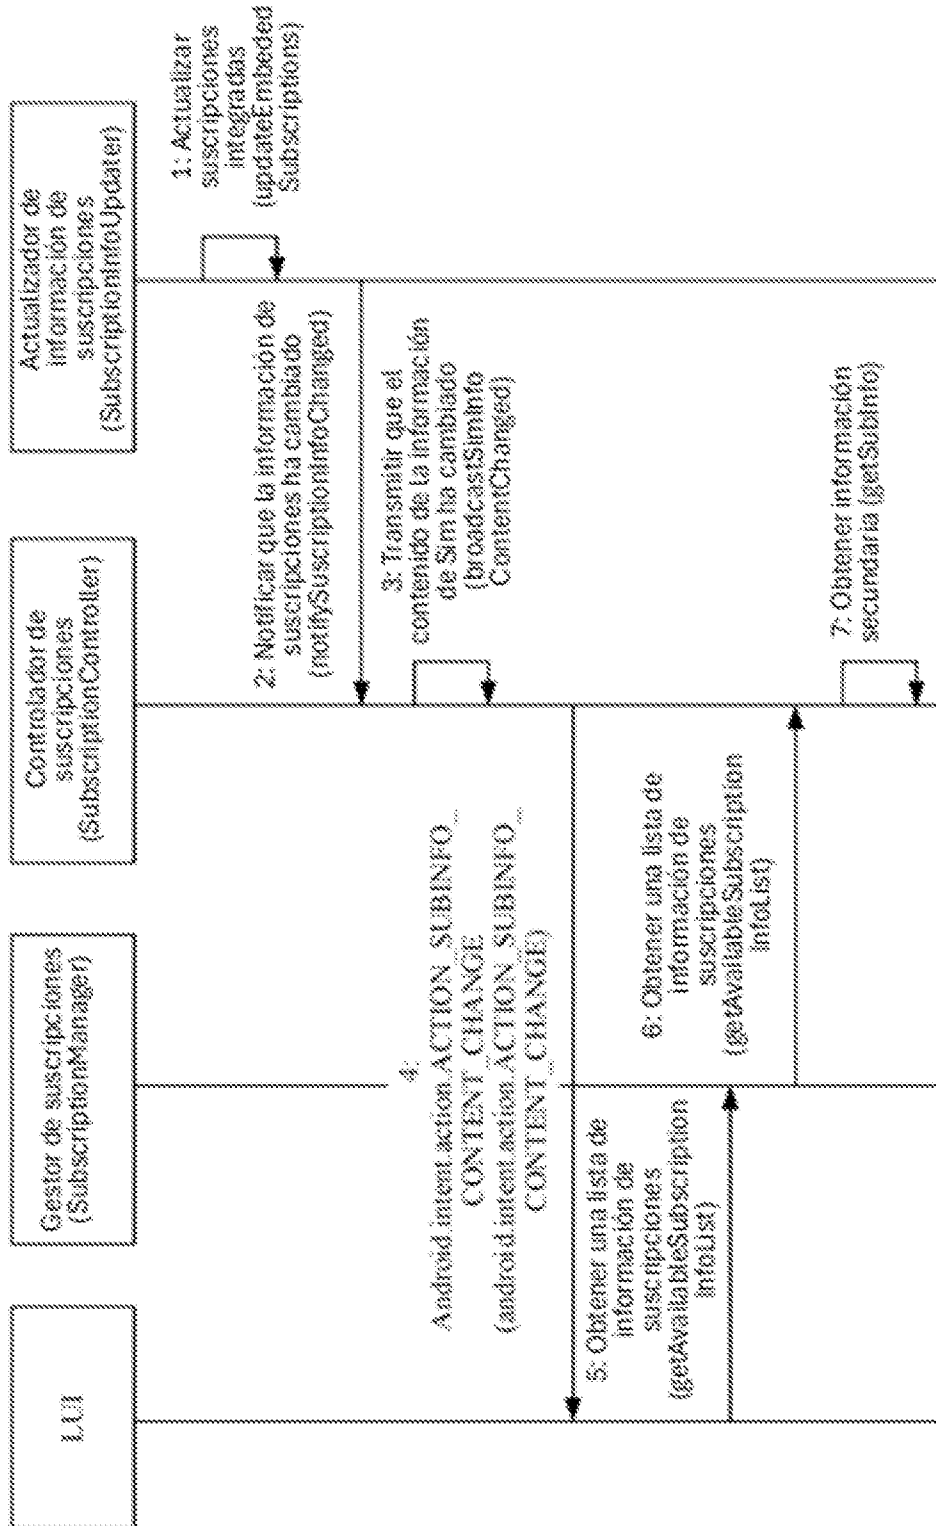 LUI
Gestor de suscripciones
(SubscriptionManager)
Controlador de
suscripciones
(SubscriptionController)
Actualizador de
información de
suscripciones
(SubscriptionInfoUpdater)
1: Actualizar
suscripciones
integradas
(updateEmbeded
Subscriptions)
2: Notificar que la información de
suscripciones ha cambiado
(notifySuscriptionInfoChanged)
3: Transmitir que el
contenido de la información
de Sim ha cambiado
(broadcastSimInfo
ContentChanged)
4:
Android.intent.action.ACTION_SUBINFO_
CONTENT_CHANGE
(android.intent.action.ACTION_SUBINFO_
CONTENT_CHANGE)
5: Obtener una lista de
información de
suscripciones
(getAvailableSubscription
InfoList)
6: Obtener una lista de
información de
suscripciones
(getAvailableSubscription
InfoList)
7: Obtener información
secundaria (getSubInfo)